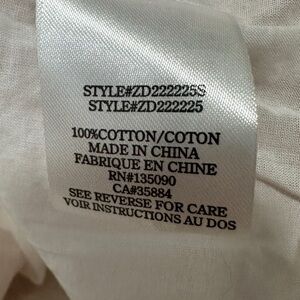 STYLE#ZD222225S
STYLE#ZD222225
100%COTTON/COTON
MADE IN CHINA
FABRIQUE EN CHINE
RN#135090
CA#35884
SEE REVERSE FOR CARE
VOIR INSTRUCTIONS AU DOS